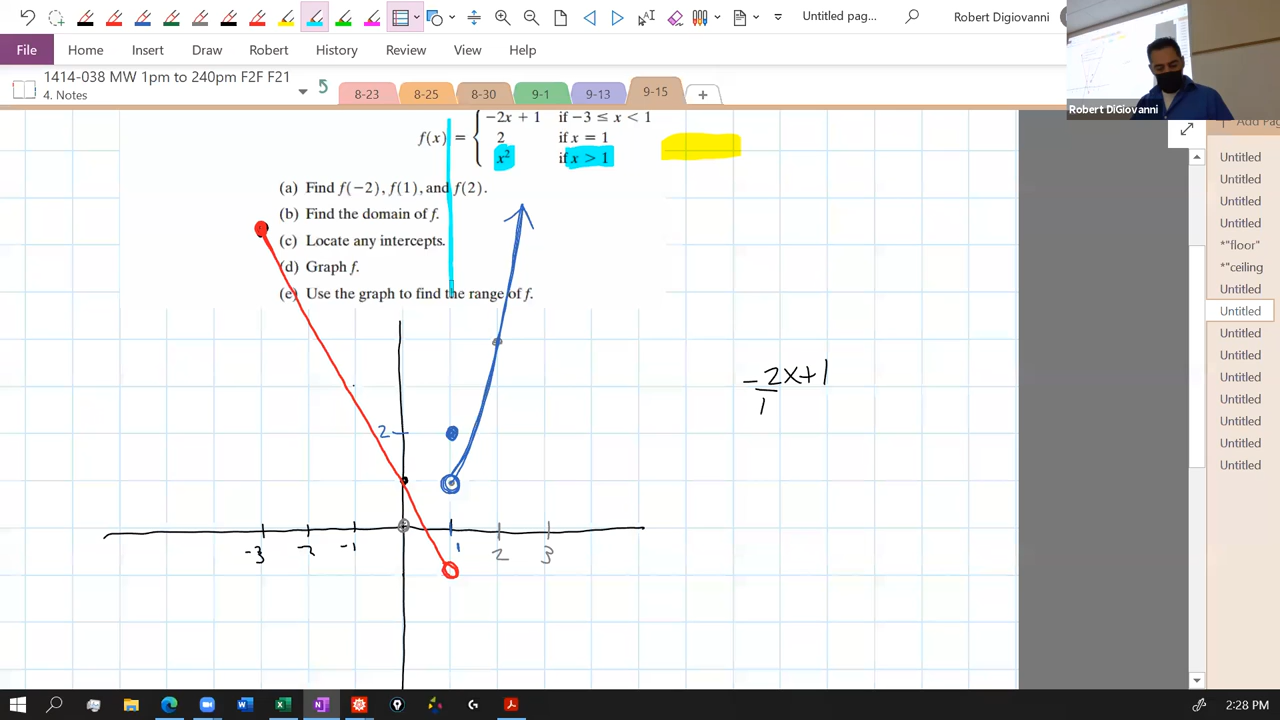 Untitled pag...
Robert Digiovanni
File
Home
Insert
Draw
Robert
History
Review
View
Help
1414-038 MW 1pm to 240pm F2F F21
4. Notes
8-23
8-25
8-30
9-1
9-13
9-15
Add Page
Robert DiGiovanni
−2x + 1 if −3 ≤ x < 1
f(x) = { 2 if x = 1
x² if x > 1
(a) Find f(−2), f(1), and f(2).
(b) Find the domain of f.
(c) Locate any intercepts.
(d) Graph f.
(e) Use the graph to find the range of f.
2
-3 -2 -1 1 2 3
-2x+1
1
Untitled
Untitled
Untitled
Untitled
*"floor"
*"ceiling
Untitled
Untitled
Untitled
Untitled
Untitled
Untitled
Untitled
Untitled
Untitled
2:28 PM